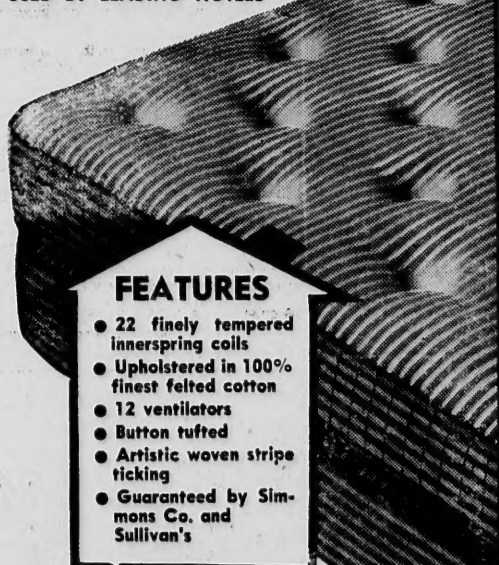 FEATURES
● 22 finely tempered
innerspring coils
● Upholstered in 100%
finest felted cotton
● 12 ventilators
● Button tufted
● Artistic woven stripe
ticking
● Guaranteed by Sim-
mons Co. and
Sullivan's